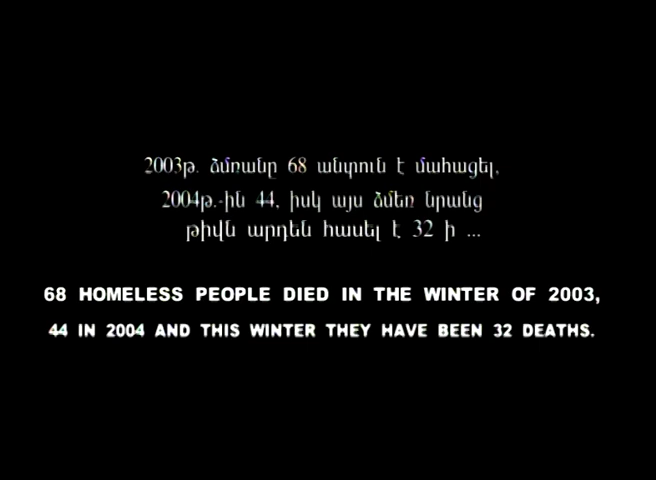 2003թ. ձմռանը 68 անտուն է մահացել,
2004թ.-ին 44, իսկ այս ձմեռ նրանց
թիվն արդեն հասել է 32 ի ...
68 HOMELESS PEOPLE DIED IN THE WINTER OF 2003,
44 IN 2004 AND THIS WINTER THEY HAVE BEEN 32 DEATHS.